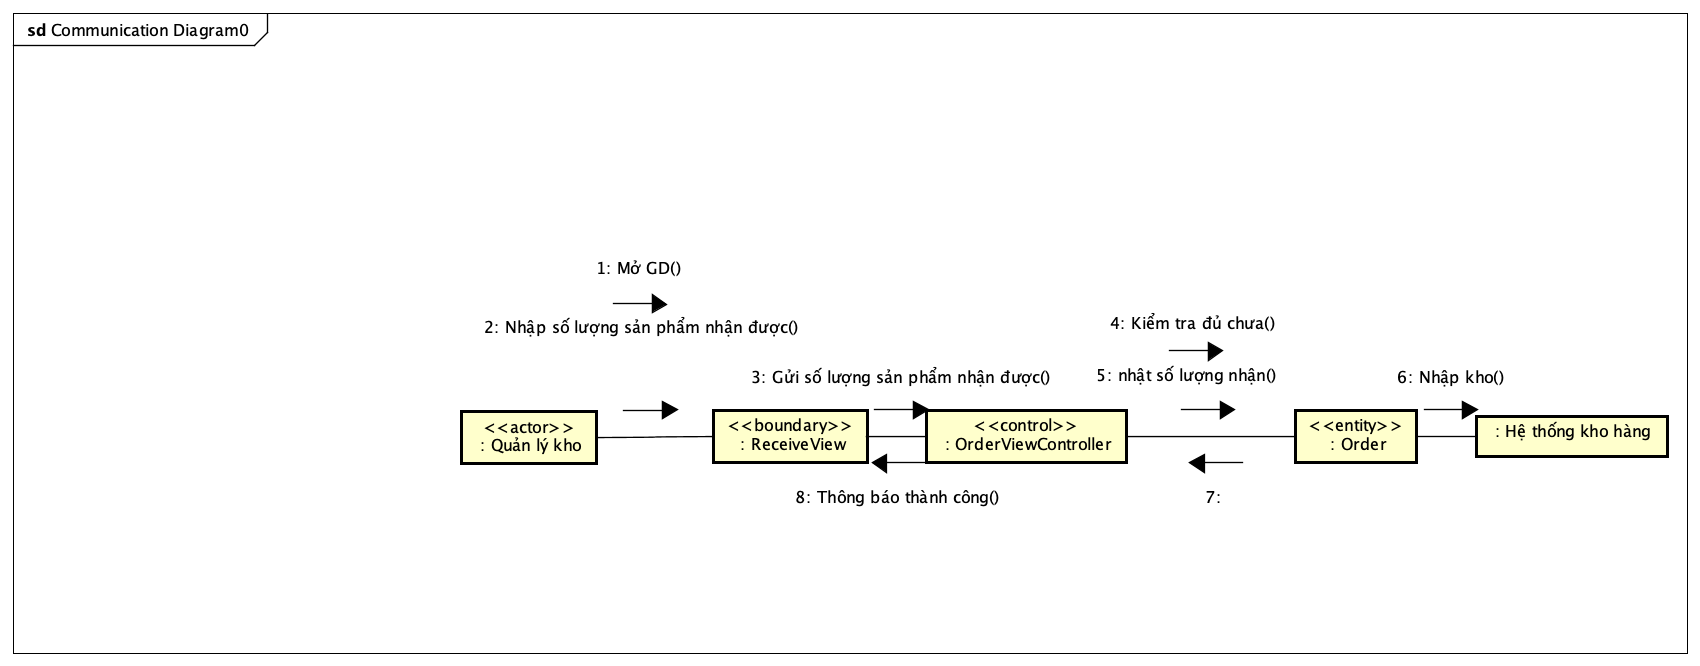 sd Communication Diagram0
1: Mở GD()
2: Nhập số lượng sản phẩm nhận được()
3: Gửi số lượng sản phẩm nhận được()
4: Kiểm tra đủ chưa()
5: nhật số lượng nhận()
6: Nhập kho()
<<actor>>
: Quản lý kho
<<boundary>>
: ReceiveView
<<control>>
: OrderViewController
<<entity>>
: Order
: Hệ thống kho hàng
8: Thông báo thành công()
7: